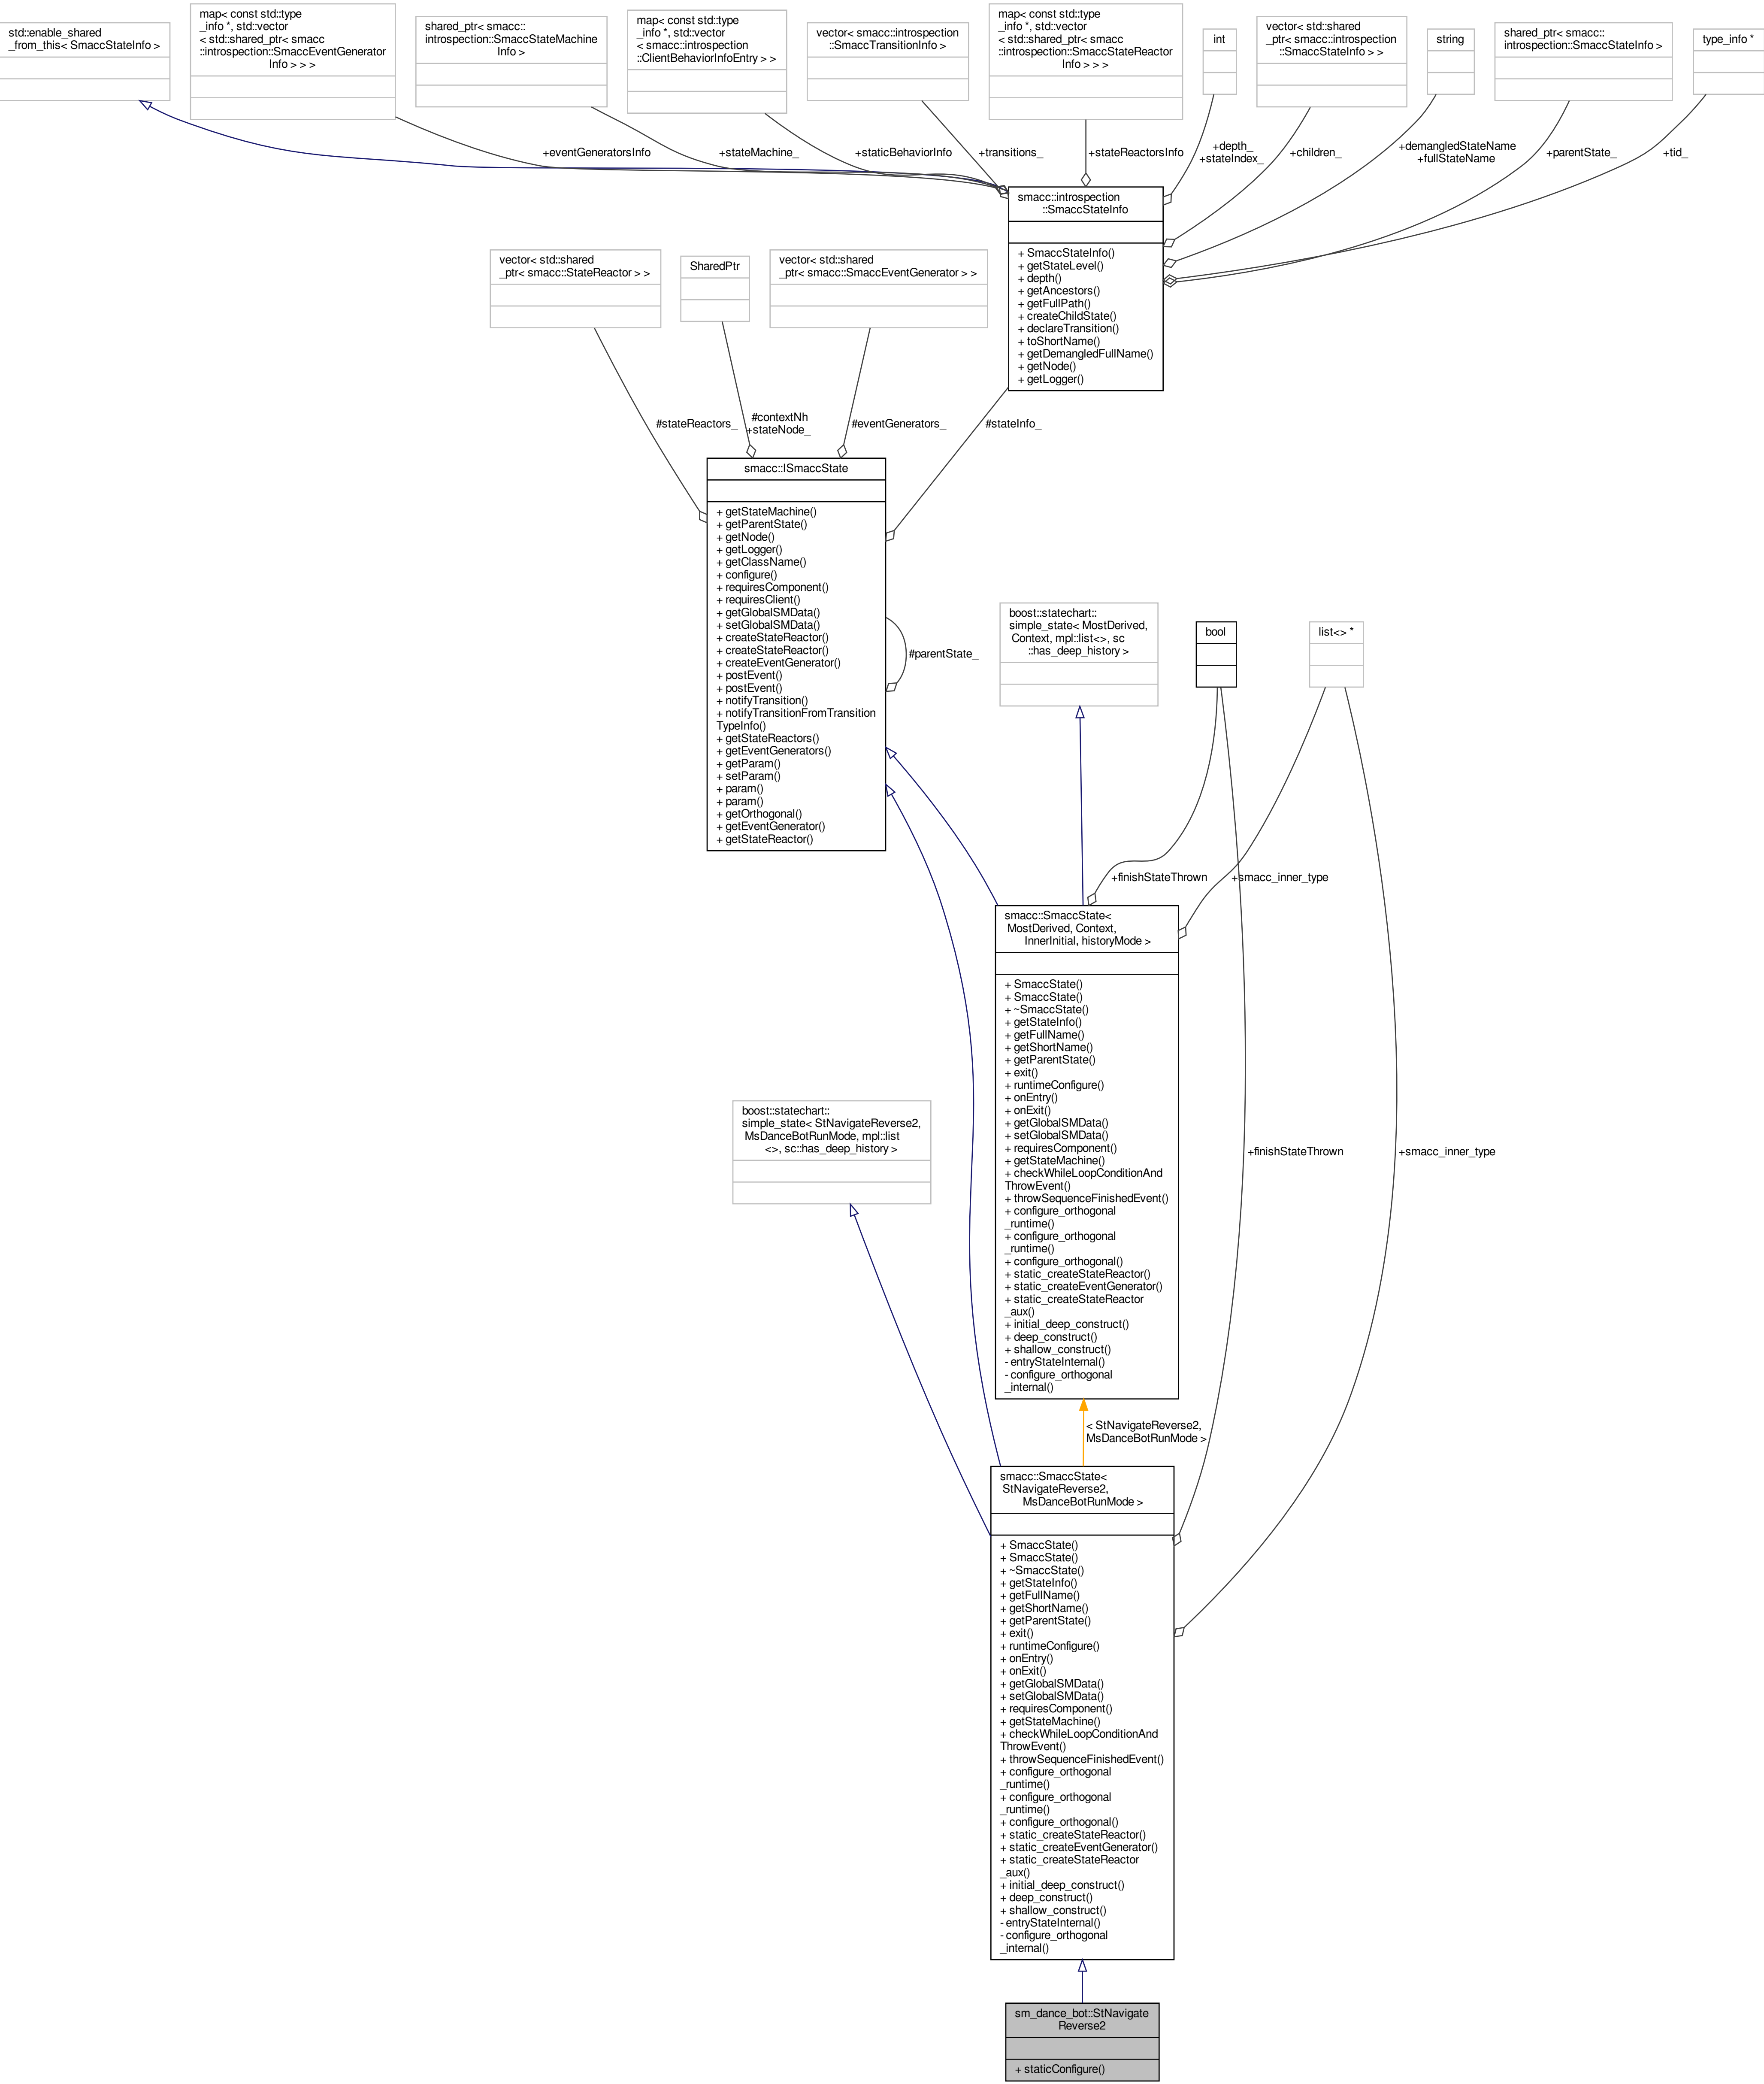 std::enable_shared
_from_this< SmaccStateInfo >
map< const std::type
_info *, std::vector
< std::shared_ptr< smacc
::introspection::SmaccEventGenerator
Info > > >
shared_ptr< smacc::
introspection::SmaccStateMachine
Info >
map< const std::type
_info *, std::vector
< smacc::introspection
::ClientBehaviorInfoEntry > >
vector< smacc::introspection
::SmaccTransitionInfo >
map< const std::type
_info *, std::vector
< std::shared_ptr< smacc
::introspection::SmaccStateReactor
Info > > >
int
vector< std::shared
_ptr< smacc::introspection
::SmaccStateInfo > >
string
shared_ptr< smacc::
introspection::SmaccStateInfo >
type_info *
+eventGeneratorsInfo
+stateMachine_
+staticBehaviorInfo
+transitions_
+stateReactorsInfo
+depth_
+stateIndex_
+children_
+demangledStateName
+fullStateName
+parentState_
+tid_
smacc::introspection
::SmaccStateInfo
+ SmaccStateInfo()
+ getStateLevel()
+ depth()
+ getAncestors()
+ getFullPath()
+ createChildState()
+ declareTransition()
+ toShortName()
+ getDemangledFullName()
+ getNode()
+ getLogger()
vector< std::shared
_ptr< smacc::StateReactor > >
SharedPtr
vector< std::shared
_ptr< smacc::SmaccEventGenerator > >
#stateReactors_
#contextNh
+stateNode_
#eventGenerators_
#stateInfo_
smacc::ISmaccState
+ getStateMachine()
+ getParentState()
+ getNode()
+ getLogger()
+ getClassName()
+ configure()
+ requiresComponent()
+ requiresClient()
+ getGlobalSMData()
+ setGlobalSMData()
+ createStateReactor()
+ createStateReactor()
+ createEventGenerator()
+ postEvent()
+ postEvent()
+ notifyTransition()
+ notifyTransitionFromTransition
TypeInfo()
+ getStateReactors()
+ getEventGenerators()
+ getParam()
+ setParam()
+ param()
+ param()
+ getOrthogonal()
+ getEventGenerator()
+ getStateReactor()
#parentState_
boost::statechart::
simple_state< MostDerived,
Context, mpl::list<>, sc
::has_deep_history >
bool
list<> *
+finishStateThrown
+smacc_inner_type
smacc::SmaccState<
MostDerived, Context,
InnerInitial, historyMode >
+ SmaccState()
+ SmaccState()
+ ~SmaccState()
+ getStateInfo()
+ getFullName()
+ getShortName()
+ getParentState()
+ exit()
+ runtimeConfigure()
+ onEntry()
+ onExit()
+ getGlobalSMData()
+ setGlobalSMData()
+ requiresComponent()
+ getStateMachine()
+ checkWhileLoopConditionAnd
ThrowEvent()
+ throwSequenceFinishedEvent()
+ configure_orthogonal
_runtime()
+ configure_orthogonal
_runtime()
+ configure_orthogonal()
+ static_createStateReactor()
+ static_createEventGenerator()
+ static_createStateReactor
_aux()
+ initial_deep_construct()
+ deep_construct()
+ shallow_construct()
- entryStateInternal()
- configure_orthogonal
_internal()
boost::statechart::
simple_state< StNavigateReverse2,
MsDanceBotRunMode, mpl::list
<>, sc::has_deep_history >
+finishStateThrown
+smacc_inner_type
< StNavigateReverse2,
MsDanceBotRunMode >
smacc::SmaccState<
StNavigateReverse2,
MsDanceBotRunMode >
+ SmaccState()
+ SmaccState()
+ ~SmaccState()
+ getStateInfo()
+ getFullName()
+ getShortName()
+ getParentState()
+ exit()
+ runtimeConfigure()
+ onEntry()
+ onExit()
+ getGlobalSMData()
+ setGlobalSMData()
+ requiresComponent()
+ getStateMachine()
+ checkWhileLoopConditionAnd
ThrowEvent()
+ throwSequenceFinishedEvent()
+ configure_orthogonal
_runtime()
+ configure_orthogonal
_runtime()
+ configure_orthogonal()
+ static_createStateReactor()
+ static_createEventGenerator()
+ static_createStateReactor
_aux()
+ initial_deep_construct()
+ deep_construct()
+ shallow_construct()
- entryStateInternal()
- configure_orthogonal
_internal()
sm_dance_bot::StNavigate
Reverse2
+ staticConfigure()